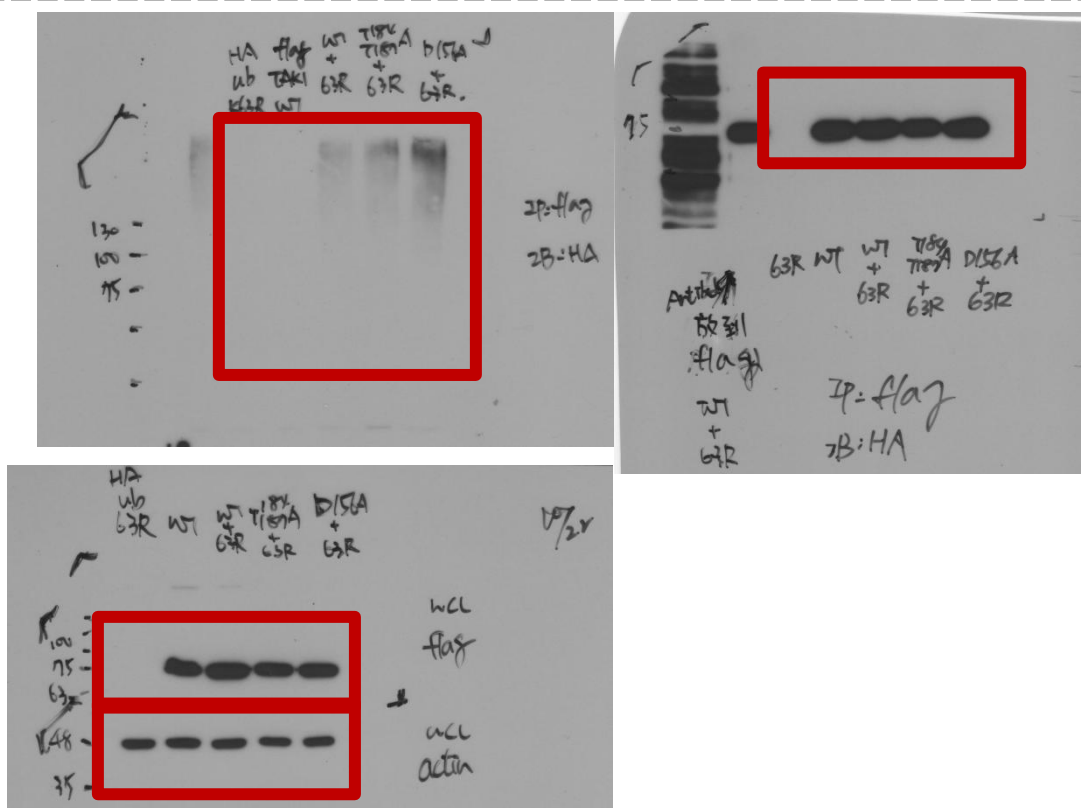 HA flag WT T184 D156A
ub TAK1 + T187A +
K63R WT 63R + 63R.
63R
130 -
100 -
75 -
IP: flag
IB: HA
75
63R WT WT T184 D156A
+ T187A +
63R + 63R
63R
放到
flag
WT
+
63R
IP: flag
IB: HA
HA
ub
63R WT WT T184 D156A
+ T187A +
63R + 63R
63R
100
75 -
63
48 -
35 -
WCL
flag
WCL
actin